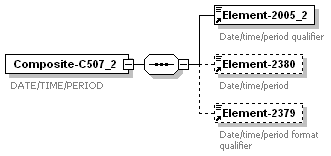 Element-2005_2
Date/time/period qualifier
Composite-C507_2
DATE/TIME/PERIOD
Element-2380
Date/time/period
Element-2379
Date/time/period format
qualifier